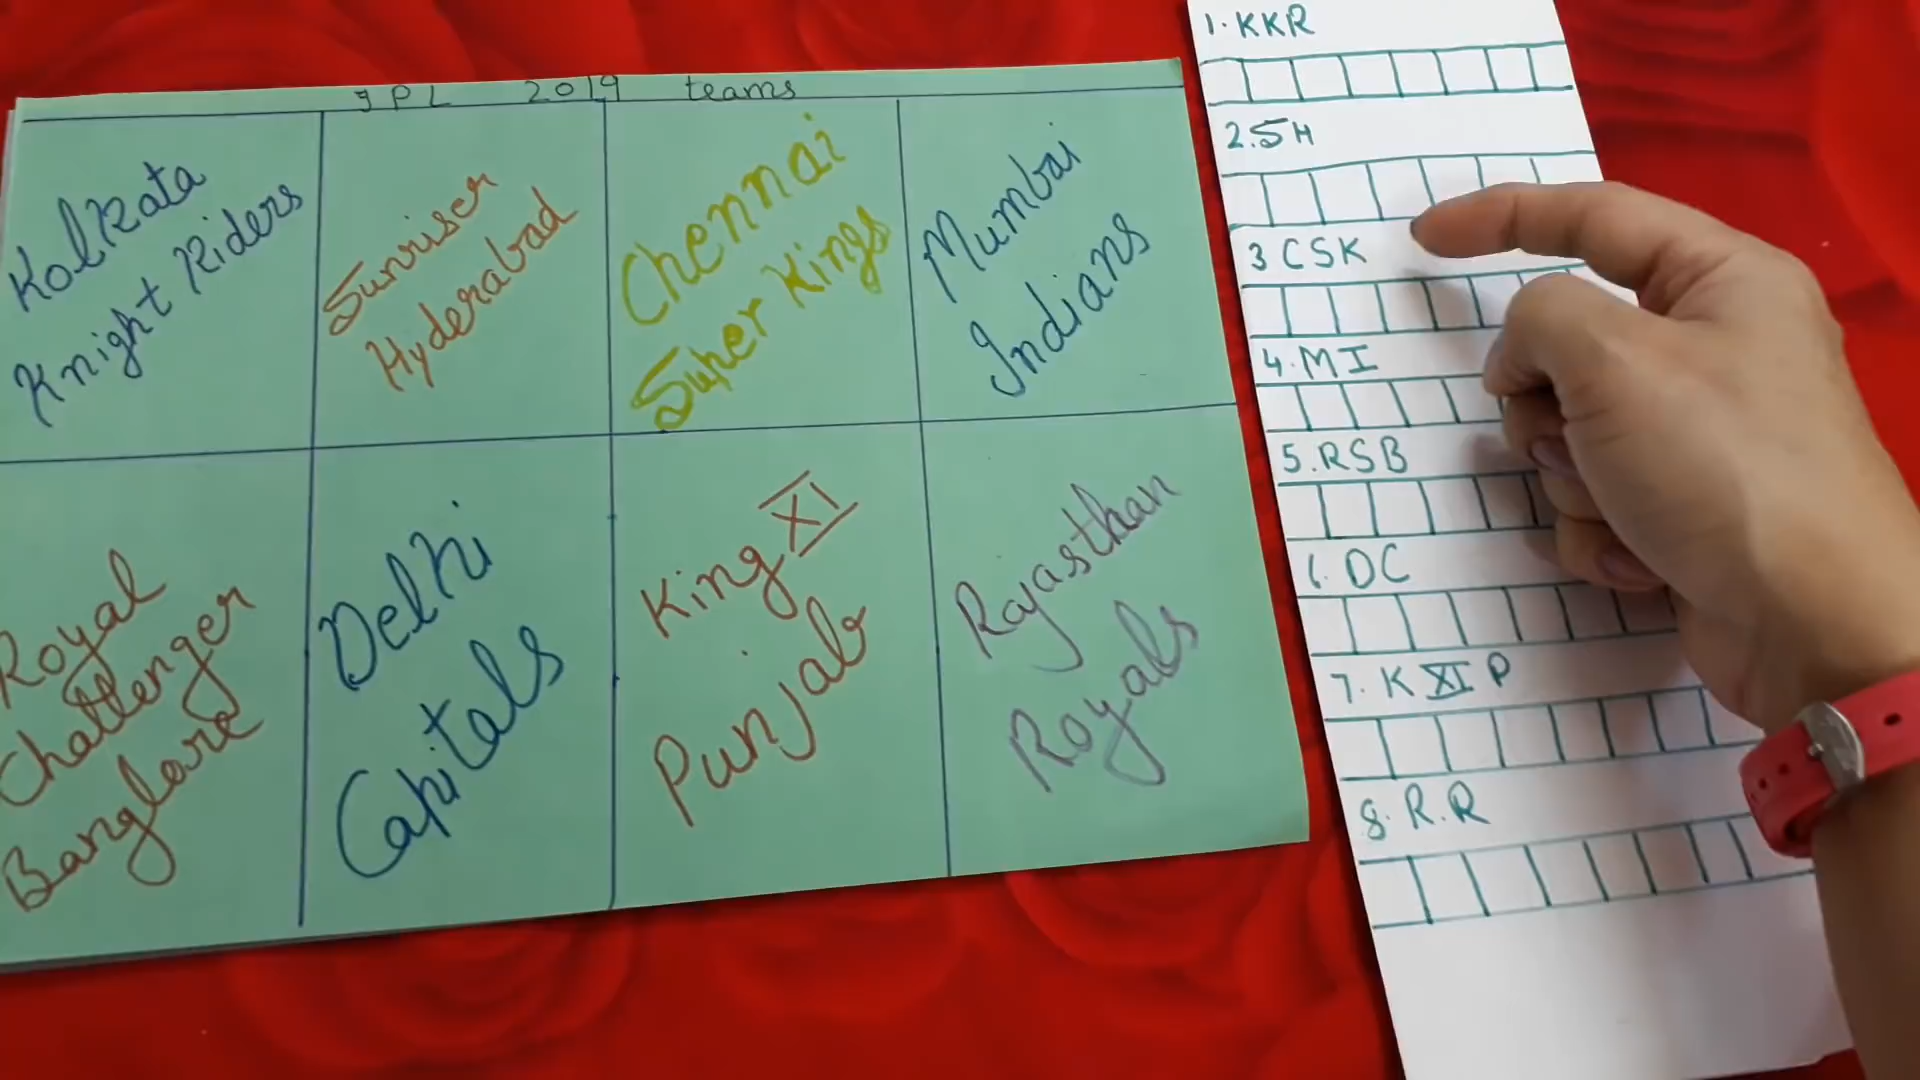 IPL 2019 teams
Kolkata
Knight Riders
Sunriser
Hyderabad
Chennai
Super Kings
Mumbai
Indians
Royal
Challenger
Banglore
Delhi
Capitals
King XI
Punjab
Rajasthan
Royals
1. KKR
2. SH
3 CSK
4. MI
5. RSB
6. DC
7. K XI P
8. R.R